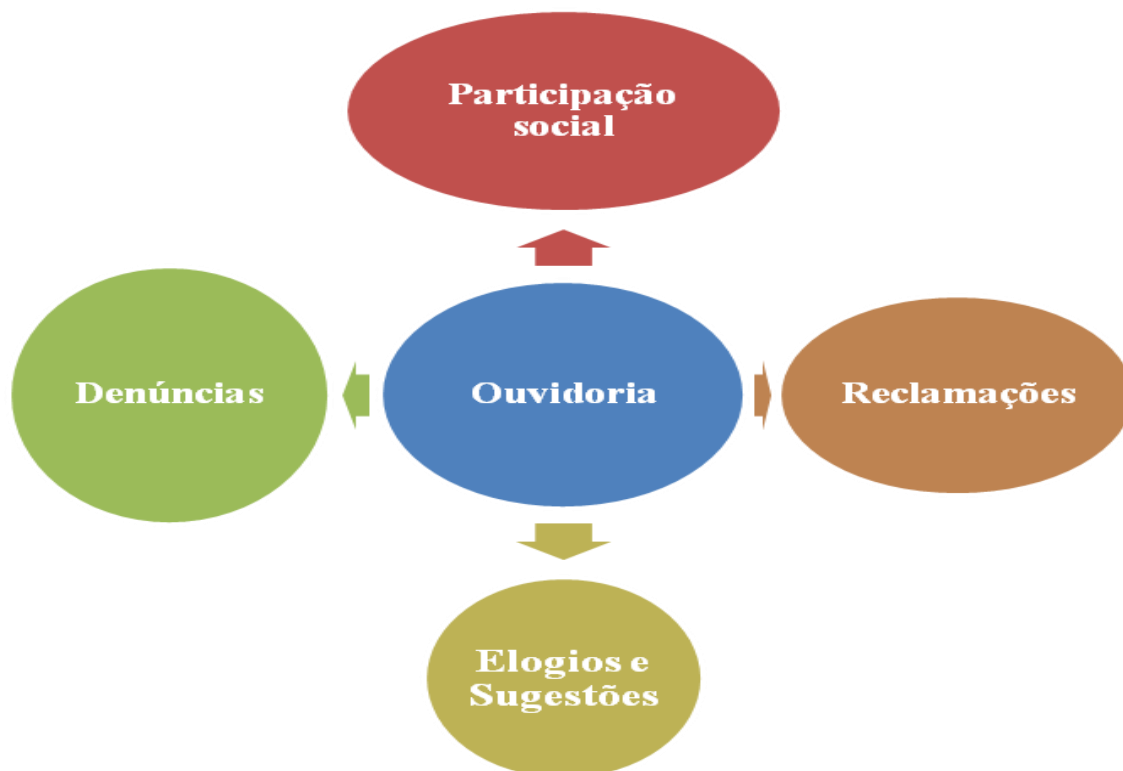 Participação
social
Denúncias
Ouvidoria
Reclamações
Elogios e
Sugestões